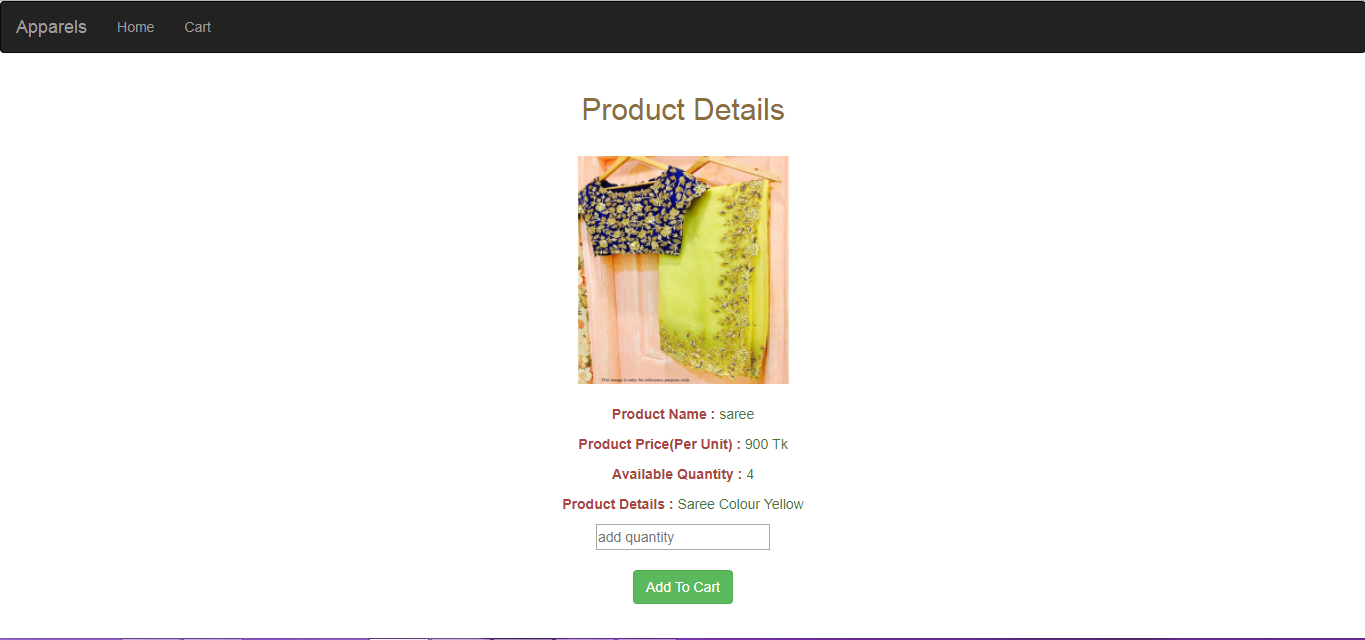 Apparels Home Cart
Product Details
This image is only for reference purpose only
Product Name : saree
Product Price(Per Unit) : 900 Tk
Available Quantity : 4
Product Details : Saree Colour Yellow
add quantity
Add To Cart